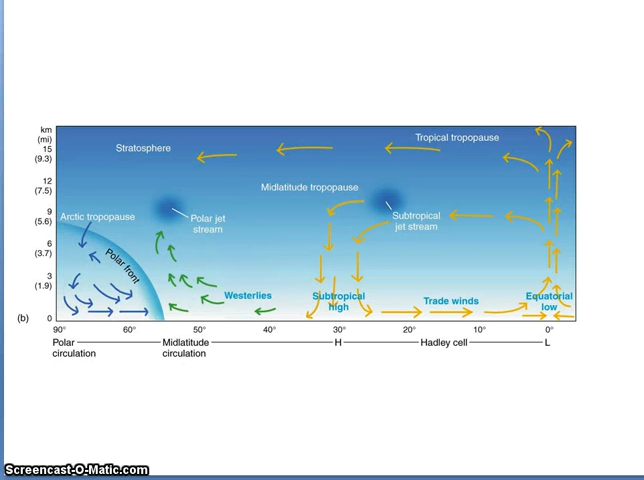 km
(mi)
15
(9.3)
12
(7.5)
9
(5.6)
6
(3.7)
3
(1.9)
0
(b)
Stratosphere
Tropical tropopause
Midlatitude tropopause
Arctic tropopause
Polar jet
stream
Subtropical
jet stream
Polar front
Westerlies
Subtropical
high
Trade winds
Equatorial
low
90° 60° 50° 40° 30° 20° 10° 0°
Polar
circulation
Midlatitude
circulation
H
Hadley cell
L
Screencast-O-Matic.com